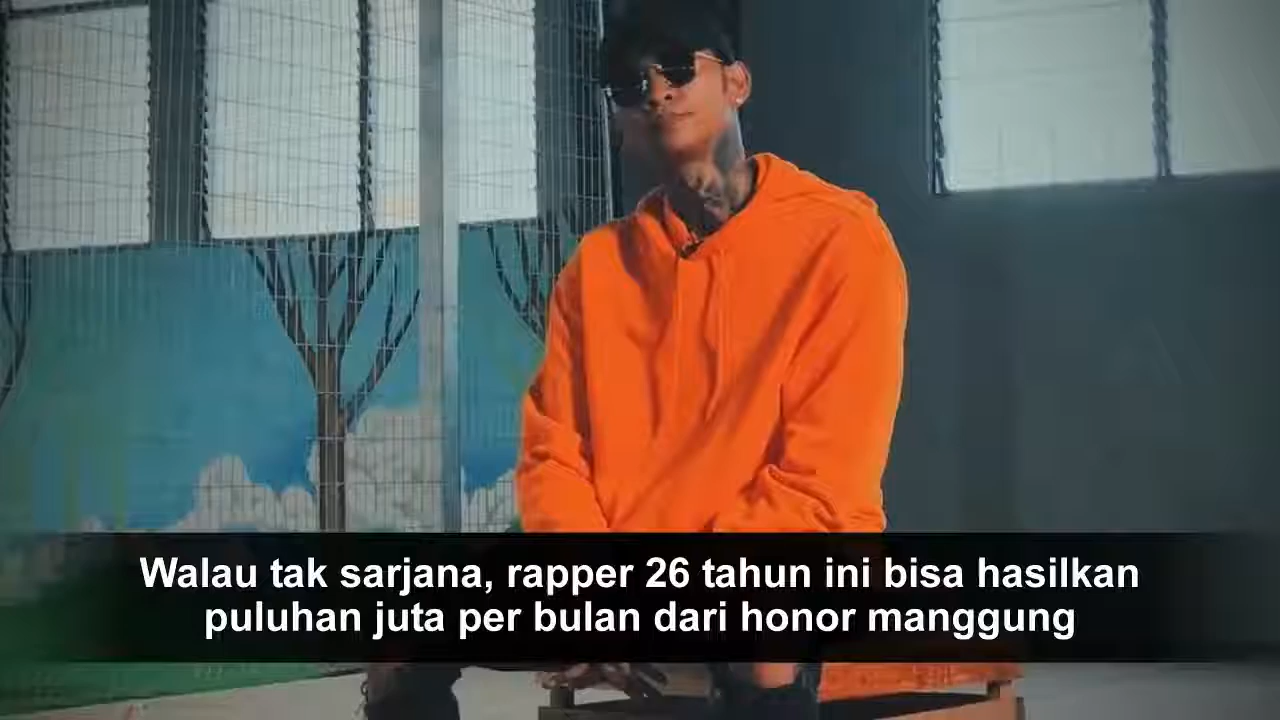 Walau tak sarjana, rapper 26 tahun ini bisa hasilkan
puluhan juta per bulan dari honor manggung